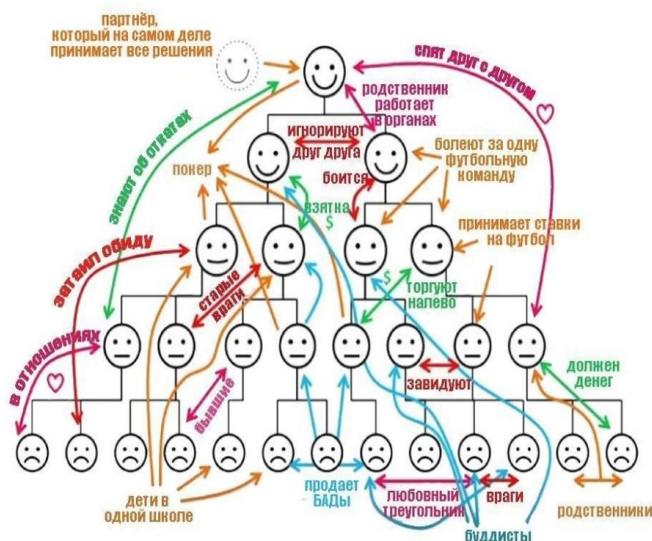 партнёр,
который на самом деле
принимает все решения
спят друг с другом
родственник
работает
в органах
игнорируют
друг друга
знают об откатах
покер
боится
болеют за одну
футбольную
команду
взятка
$
принимает ставки
на футбол
затаил обиду
старые
враги
$
торгуют
налево
в отношениях
завидуют
должен
денег
бывшие
дети в
одной школе
продает
БАДы
любовный
треугольник
враги
родственники
буддисты